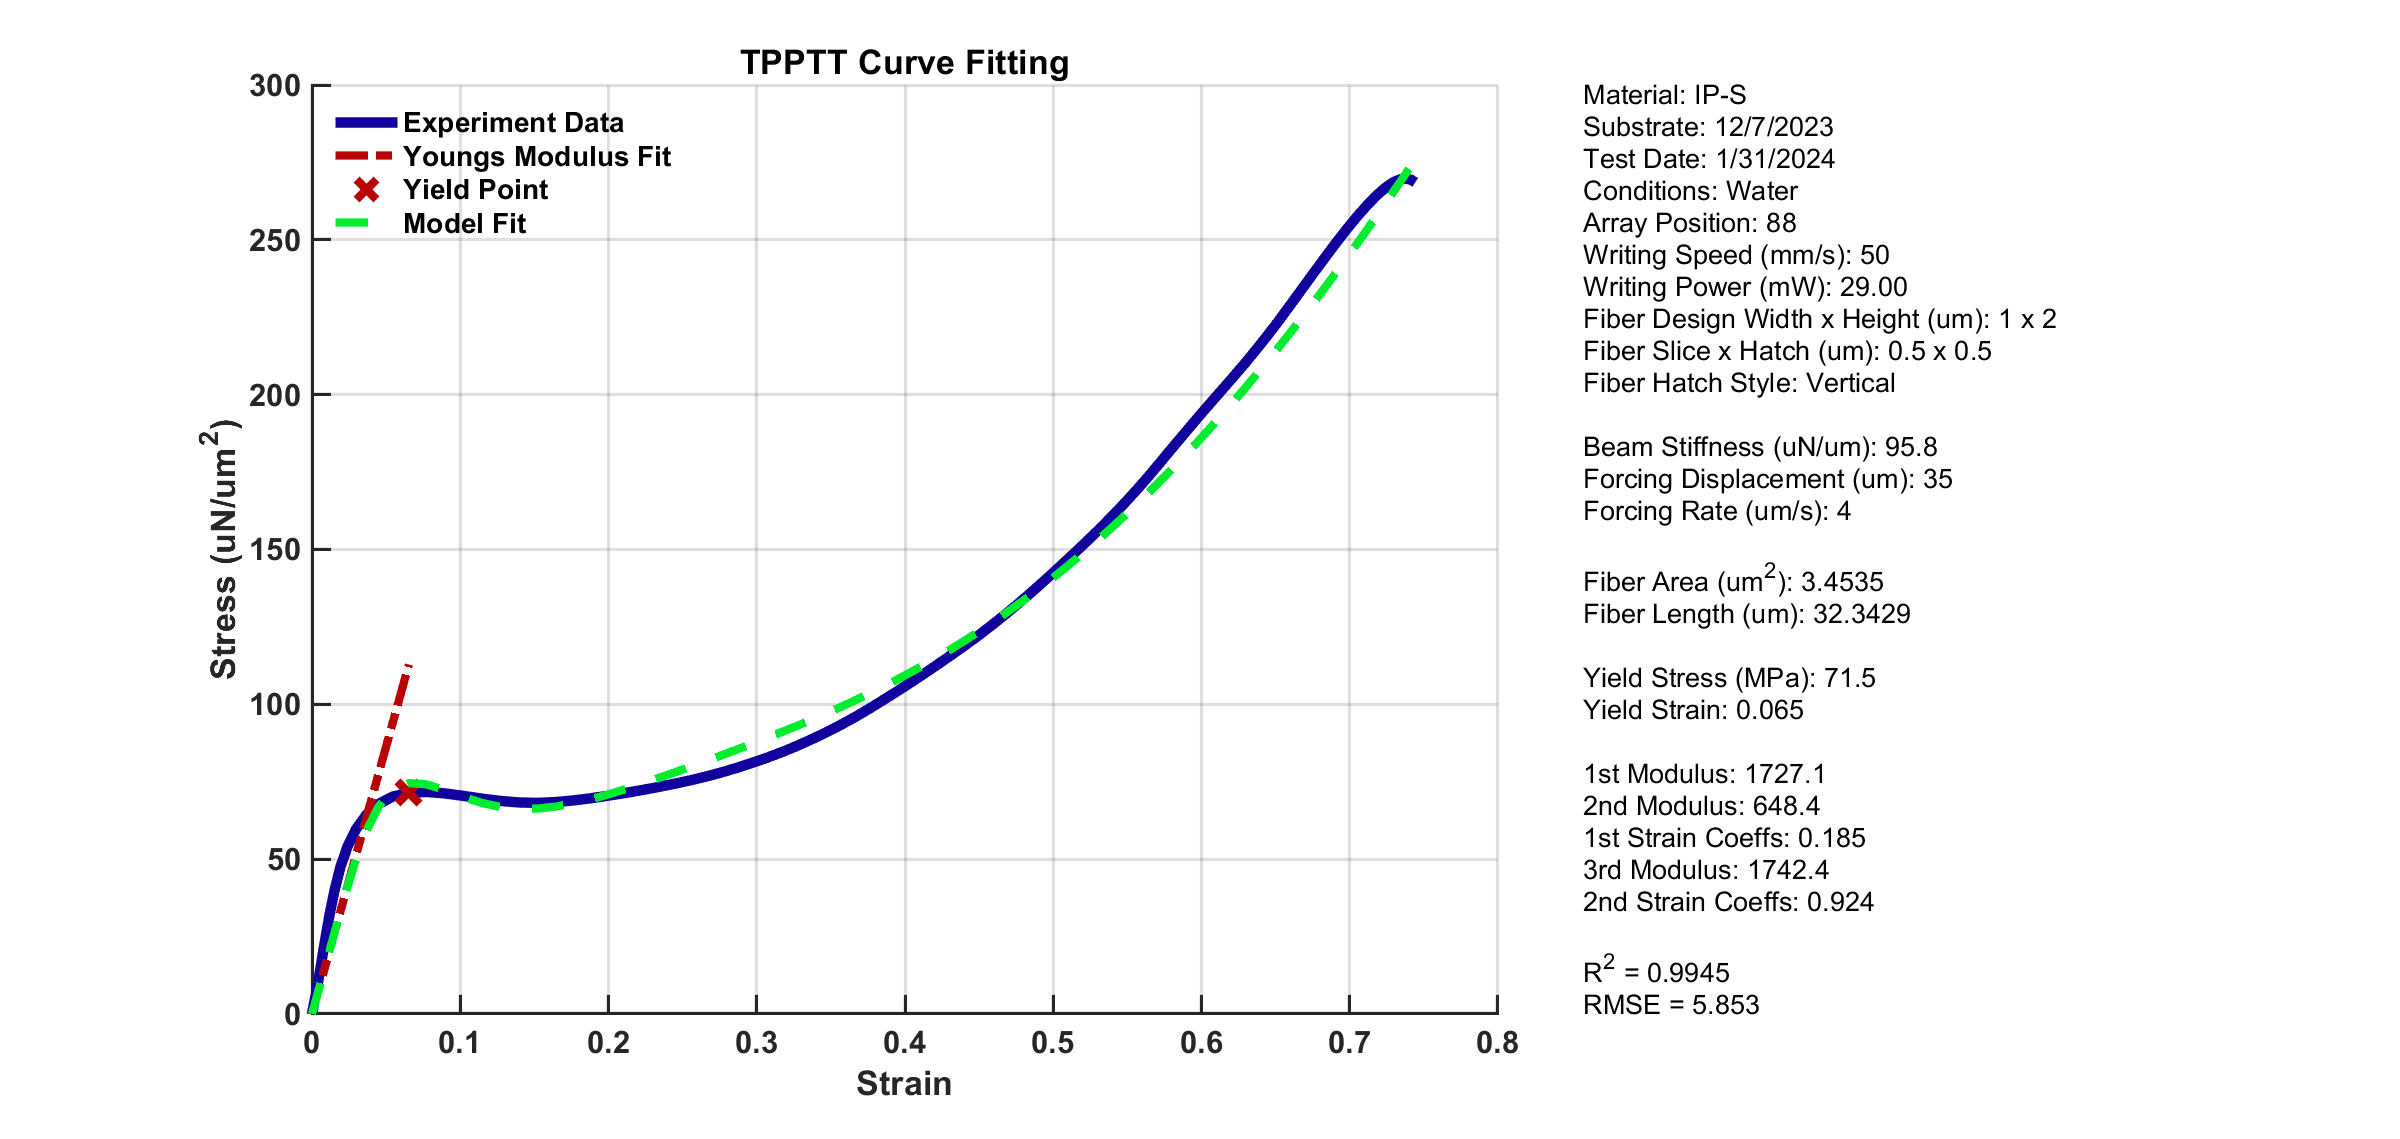 TPPTT Curve Fitting
300
250
200
150
100
50
0
Stress (uN/um²)
Experiment Data
Youngs Modulus Fit
Yield Point
Model Fit
0 0.1 0.2 0.3 0.4 0.5 0.6 0.7 0.8
Strain
Material: IP-S
Substrate: 12/7/2023
Test Date: 1/31/2024
Conditions: Water
Array Position: 88
Writing Speed (mm/s): 50
Writing Power (mW): 29.00
Fiber Design Width x Height (um): 1 x 2
Fiber Slice x Hatch (um): 0.5 x 0.5
Fiber Hatch Style: Vertical
Beam Stiffness (uN/um): 95.8
Forcing Displacement (um): 35
Forcing Rate (um/s): 4
Fiber Area (um²): 3.4535
Fiber Length (um): 32.3429
Yield Stress (MPa): 71.5
Yield Strain: 0.065
1st Modulus: 1727.1
2nd Modulus: 648.4
1st Strain Coeffs: 0.185
3rd Modulus: 1742.4
2nd Strain Coeffs: 0.924
R² = 0.9945
RMSE = 5.853